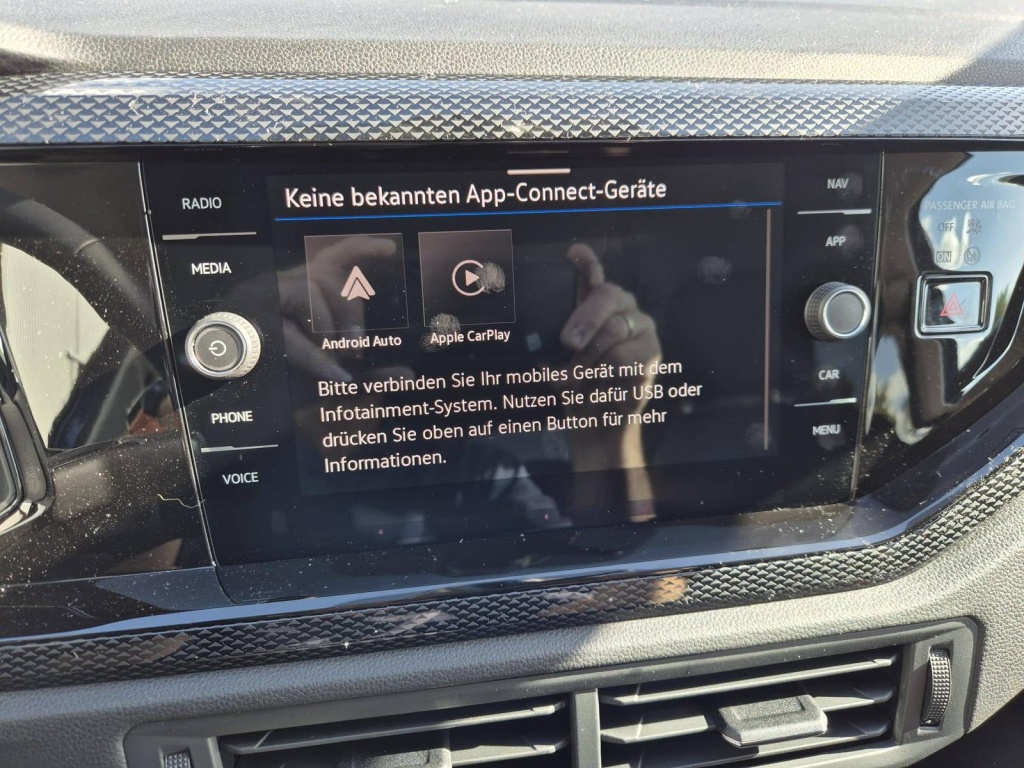 RADIO
MEDIA
PHONE
VOICE
Keine bekannten App-Connect-Geräte
Android Auto
Apple CarPlay
Bitte verbinden Sie Ihr mobiles Gerät mit dem
Infotainment-System. Nutzen Sie dafür USB oder
drücken Sie oben auf einen Button für mehr
Informationen.
NAV
APP
CAR
MENU
PASSENGER AIR BAG
OFF
ON